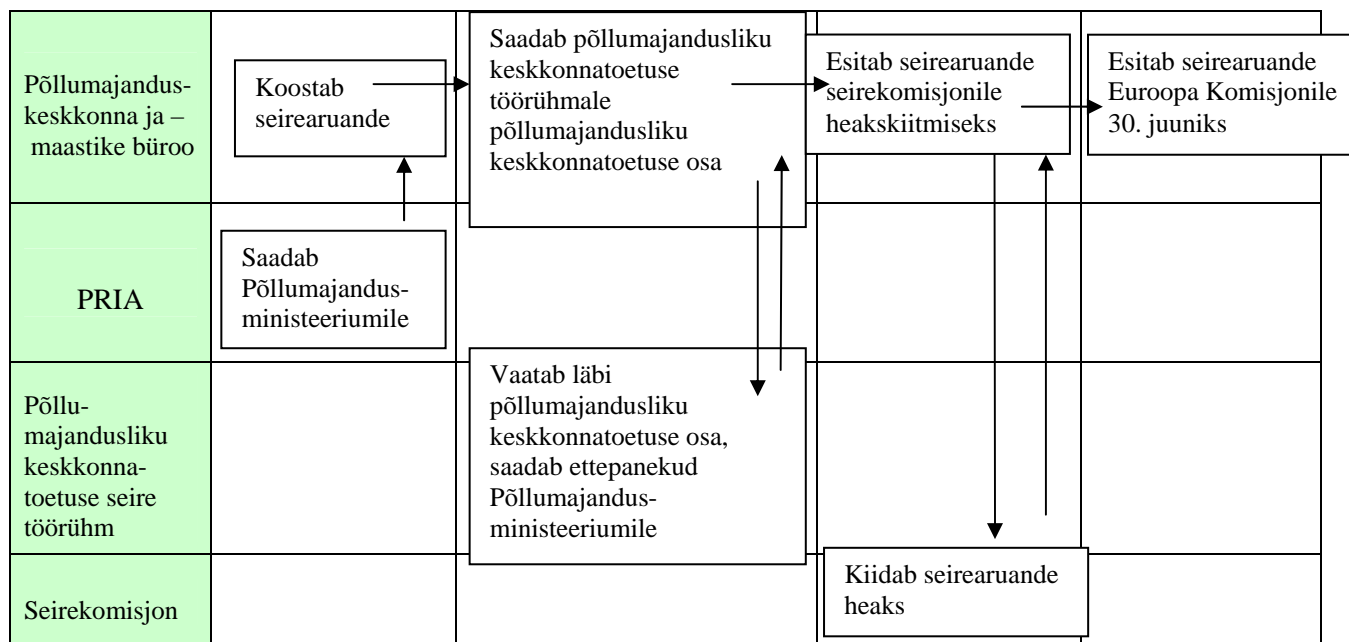 Põllumajandus-
keskkonna ja –
maastike büroo
Koostab
seirearuande
Saadab põllumajandusliku
keskkonnatoetuse
töörühmale
põllumajandusliku
keskkonnatoetuse osa
Esitab seirearuande
seirekomisjonile
heakskiitmiseks
Esitab seirearuande
Euroopa Komisjonile
30. juuniks
PRIA
Saadab
Põllumajandus-
ministeeriumile
Põllu-
majandusliku
keskkonna-
toetuse seire
töörühm
Vaatab läbi
põllumajandusliku
keskkonnatoetuse osa,
saadab ettepanekud
Põllumajandus-
ministeeriumile
Seirekomisjon
Kiidab seirearuande
heaks